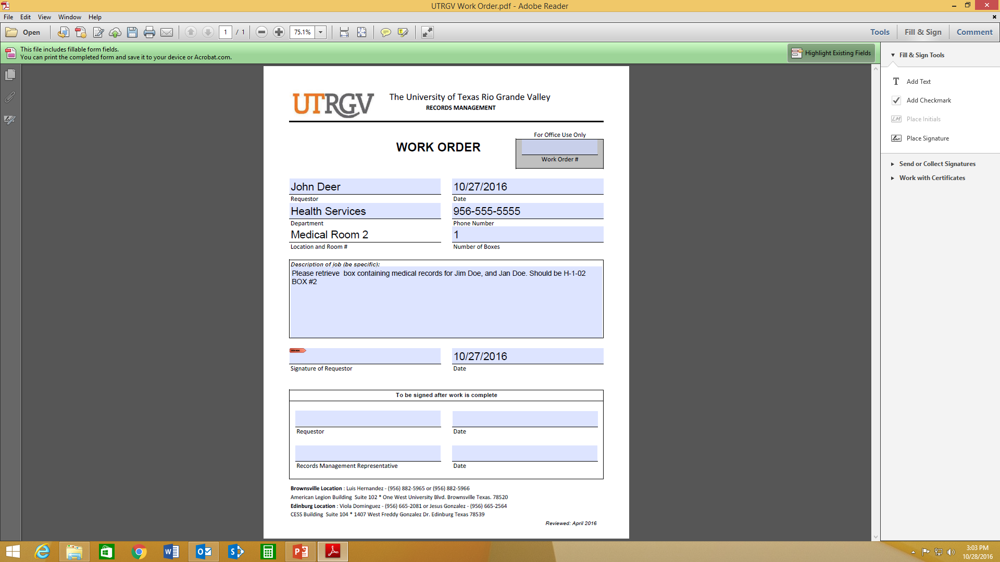 UTRGV Work Order.pdf - Adobe Reader
File Edit View Window Help
Open 1 / 1 75.1% Tools Fill & Sign Comment
This file includes fillable form fields.
You can print the completed form and save it to your device or Acrobat.com.
Highlight Existing Fields
Fill & Sign Tools
Add Text
Add Checkmark
Place Initials
Place Signature
Send or Collect Signatures
Work with Certificates
UTRGV
The University of Texas Rio Grande Valley
RECORDS MANAGEMENT
For Office Use Only
WORK ORDER
Work Order #
John Deer 10/27/2016
Requestor Date
Health Services 956-555-5555
Department Phone Number
Medical Room 2 1
Location and Room # Number of Boxes
Description of job (be specific):
Please retrieve box containing medical records for Jim Doe, and Jan Doe. Should be H-1-02
BOX #2
10/27/2016
Signature of Requestor Date
To be signed after work is complete
Requestor Date
Records Management Representative Date
Brownsville Location : Luis Hernandez - (956) 882-5965 or (956) 882-5966
American Legion Building Suite 102 * One West University Blvd. Brownsville Texas. 78520
Edinburg Location : Viola Dominguez - (956) 665-2081 or Jesus Gonzalez - (956) 665-2564
CESS Building Suite 104 * 1407 West Freddy Gonzalez Dr. Edinburg Texas 78539
Reviewed: April 2016
3:03 PM
10/28/2016